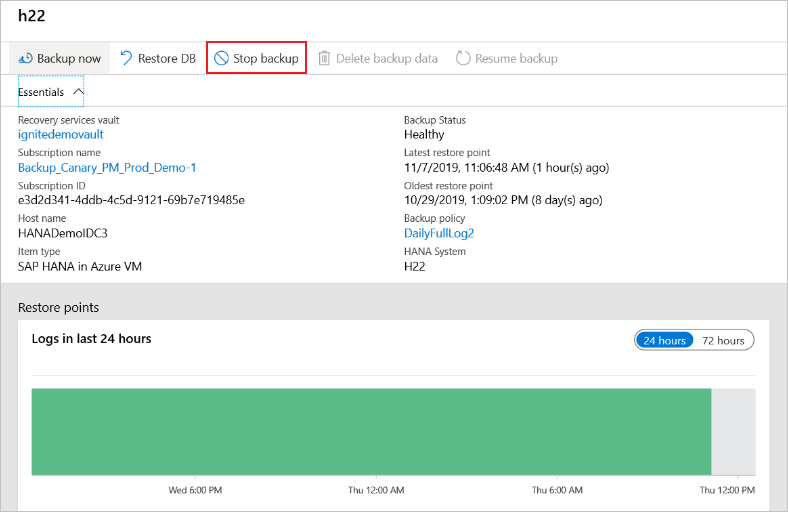 h22
Backup now Restore DB Stop backup Delete backup data Resume backup
Essentials
Recovery services vault
ignitedemovault
Subscription name
Backup_Canary_PM_Prod_Demo-1
Subscription ID
e3d2d341-4ddb-4c5d-9121-69b7e719485e
Host name
HANADemoIDC3
Item type
SAP HANA in Azure VM
Backup Status
Healthy
Latest restore point
11/7/2019, 11:06:48 AM (1 hour(s) ago)
Oldest restore point
10/29/2019, 1:09:02 PM (8 day(s) ago)
Backup policy
DailyFullLog2
HANA System
H22
Restore points
Logs in last 24 hours
24 hours 72 hours
Wed 6:00 PM Thu 12:00 AM Thu 6:00 AM Thu 12:00 PM